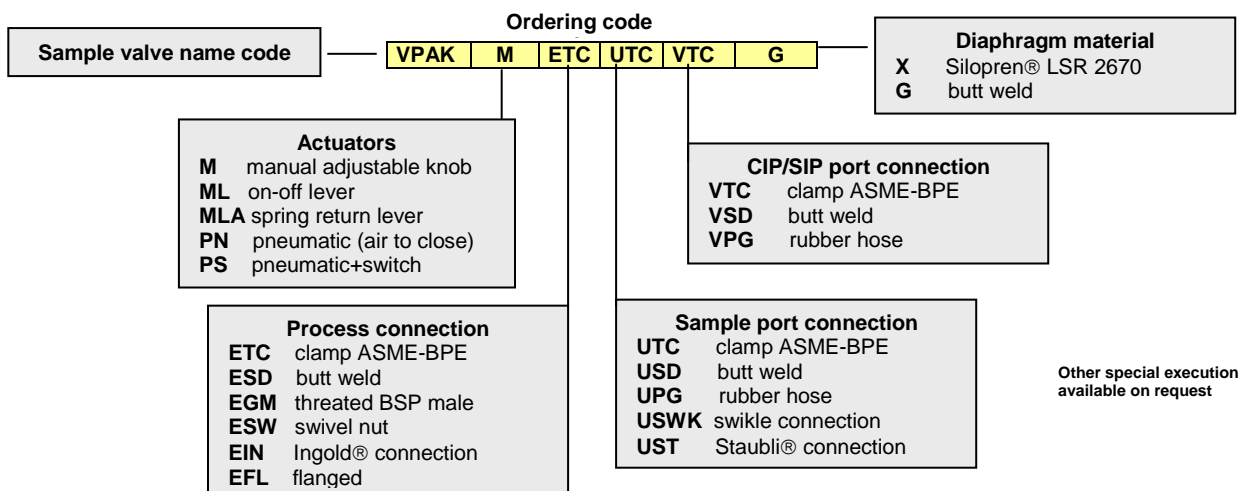 Ordering code
Sample valve name code
VPAK M ETC UTC VTC G
Diaphragm material
X Silopren® LSR 2670
G butt weld
Actuators
M manual adjustable knob
ML on-off lever
MLA spring return lever
PN pneumatic (air to close)
PS pneumatic+switch
CIP/SIP port connection
VTC clamp ASME-BPE
VSD butt weld
VPG rubber hose
Process connection
ETC clamp ASME-BPE
ESD butt weld
EGM threated BSP male
ESW swivel nut
EIN Ingold® connection
EFL flanged
Sample port connection
UTC clamp ASME-BPE
USD butt weld
UPG rubber hose
USWK swikle connection
UST Staubli® connection
Other special execution
available on request